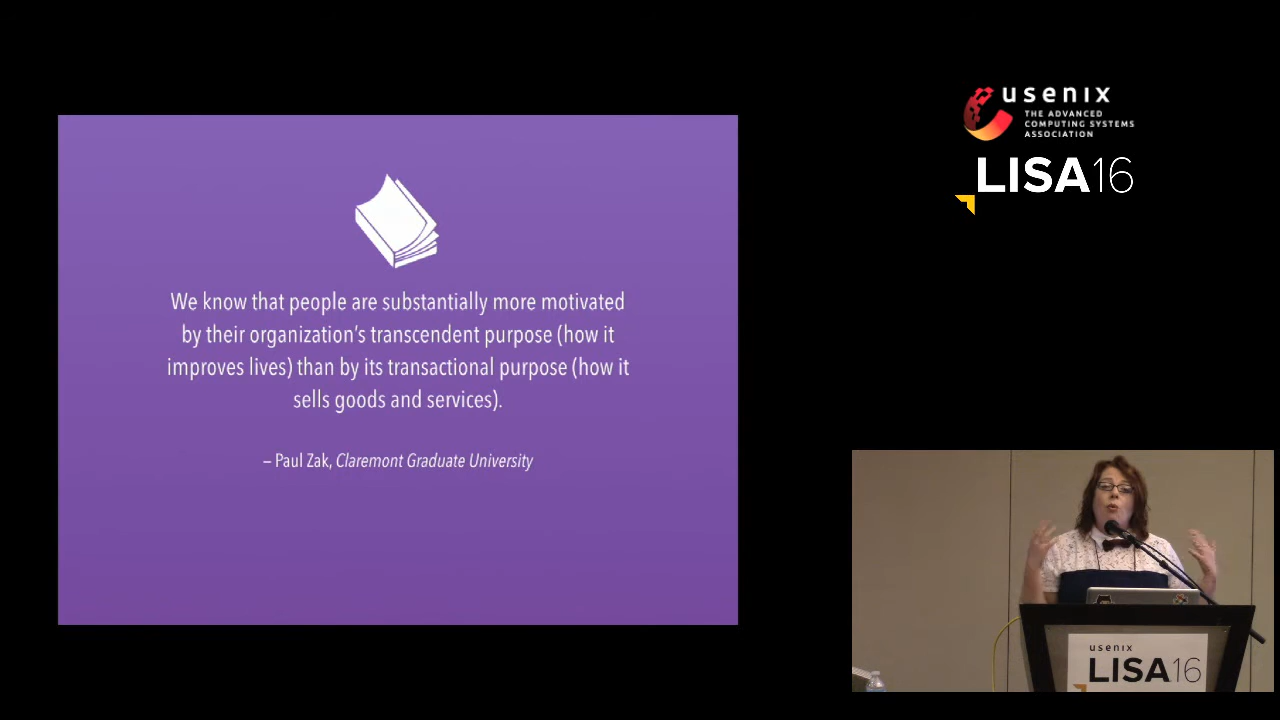 We know that people are substantially more motivated
by their organization's transcendent purpose (how it
improves lives) than by its transactional purpose (how it
sells goods and services).
– Paul Zak, Claremont Graduate University
usenix
THE ADVANCED
COMPUTING SYSTEMS
ASSOCIATION
LISA16
usenix
LISA16